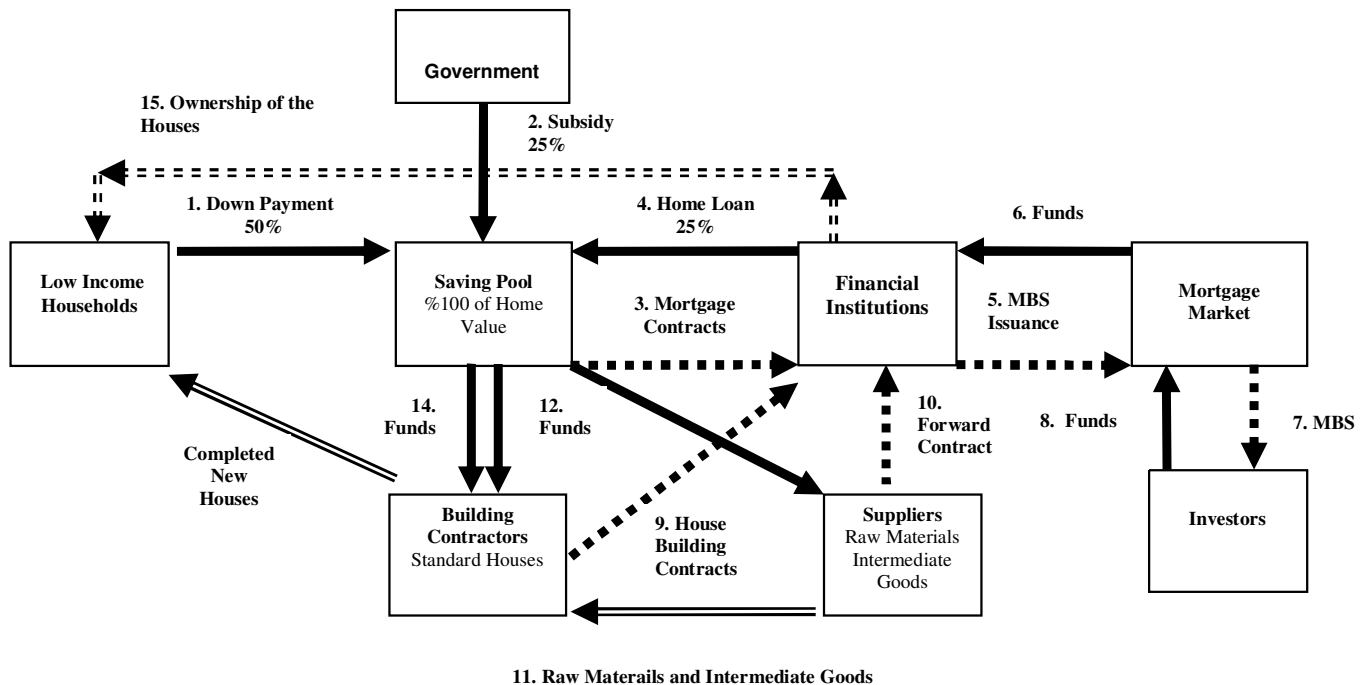 Government
15. Ownership of the
Houses
2. Subsidy
25%
1. Down Payment
50%
4. Home Loan
25%
6. Funds
Low Income
Households
Saving Pool
%100 of Home
Value
3. Mortgage
Contracts
Financial
Institutions
5. MBS
Issuance
Mortgage
Market
14.
Funds
12.
Funds
10.
Forward
Contract
8. Funds
7. MBS
Completed
New
Houses
Building
Contractors
Standard Houses
9. House
Building
Contracts
Suppliers
Raw Materials
Intermediate
Goods
Investors
11. Raw Materails and Intermediate Goods